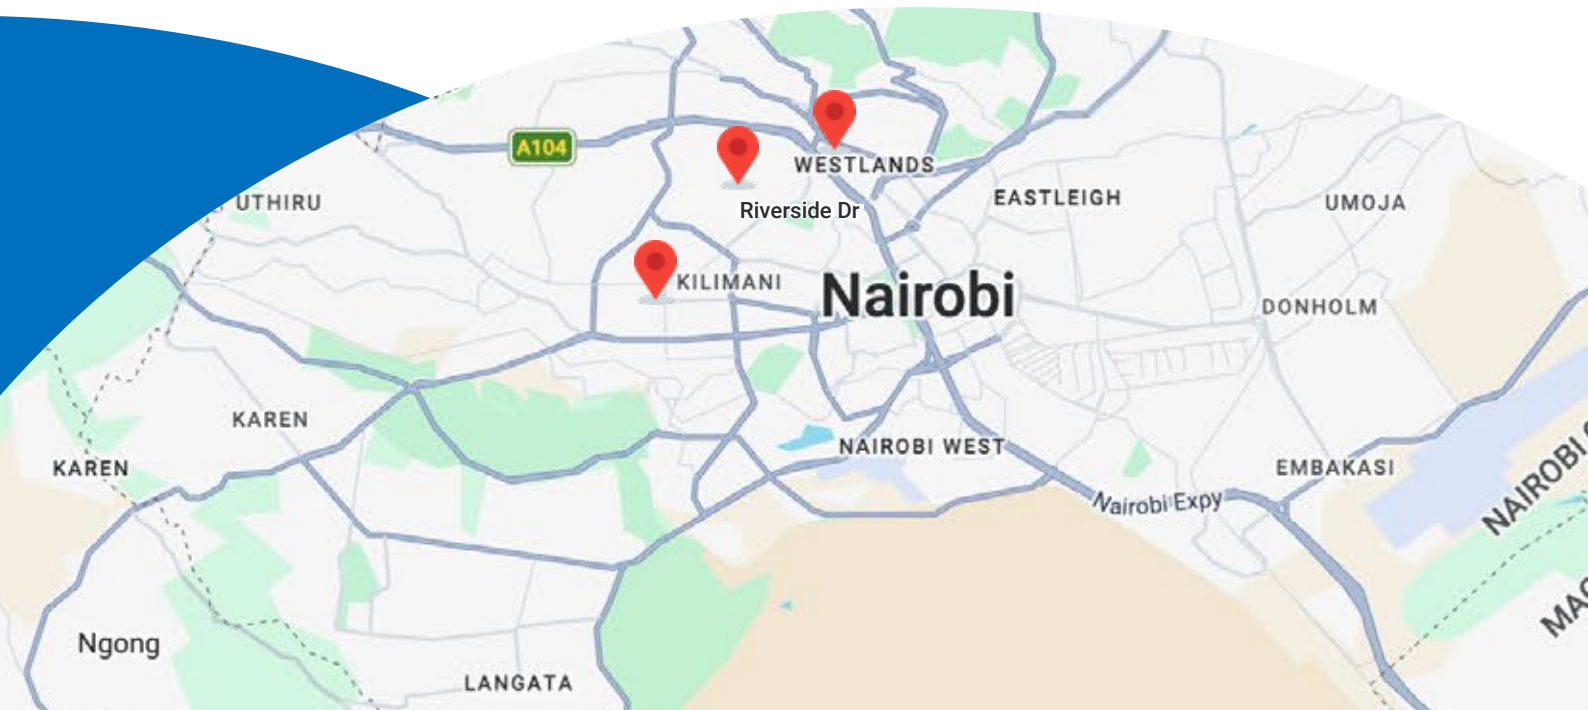 A104
WESTLANDS
UTHIRU
EASTLEIGH
UMOJA
Riverside Dr
KILIMANI
Nairobi
DONHOLM
KAREN
NAIROBI WEST
KAREN
EMBAKASI
Nairobi Expy
NAIROBI
Ngong
LANGATA